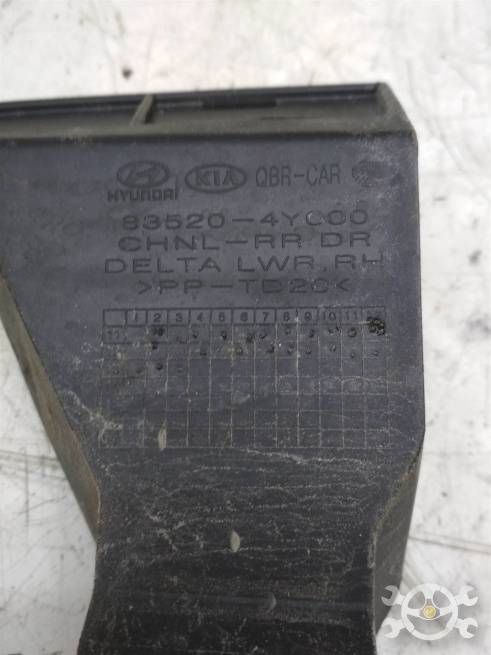 HYUNDAI KIA QBR-CAR
83520-4Y000
CHNL-RR DR
DELTA LWR,RH
>PP-TD20<
1 2 3 4 5 6 7 8 9 10 11